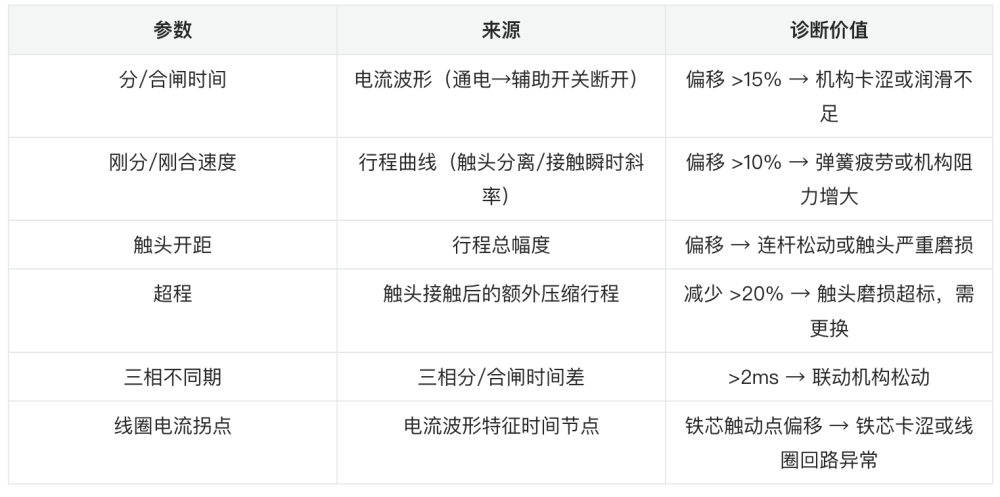 参数 来源 诊断价值
分/合闸时间 电流波形（通电→辅助开关断开） 偏移 >15% → 机构卡涩或润滑不
足
刚分/刚合速度 行程曲线（触头分离/接触瞬时斜
率） 偏移 >10% → 弹簧疲劳或机构阻
力增大
触头开距 行程总幅度 偏移 → 连杆松动或触头严重磨损
超程 触头接触后的额外压缩行程 减少 >20% → 触头磨损超标，需
更换
三相不同期 三相分/合闸时间差 >2ms → 联动机构松动
线圈电流拐点 电流波形特征时间节点 铁芯触动点偏移 → 铁芯卡涩或线
圈回路异常